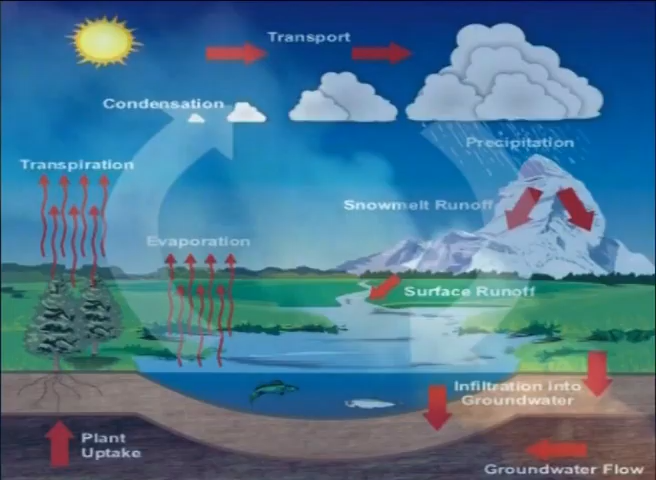 Transport
Condensation
Precipitation
Transpiration
Snowmelt Runoff
Evaporation
Surface Runoff
Infiltration into
Groundwater
Plant
Uptake
Groundwater Flow